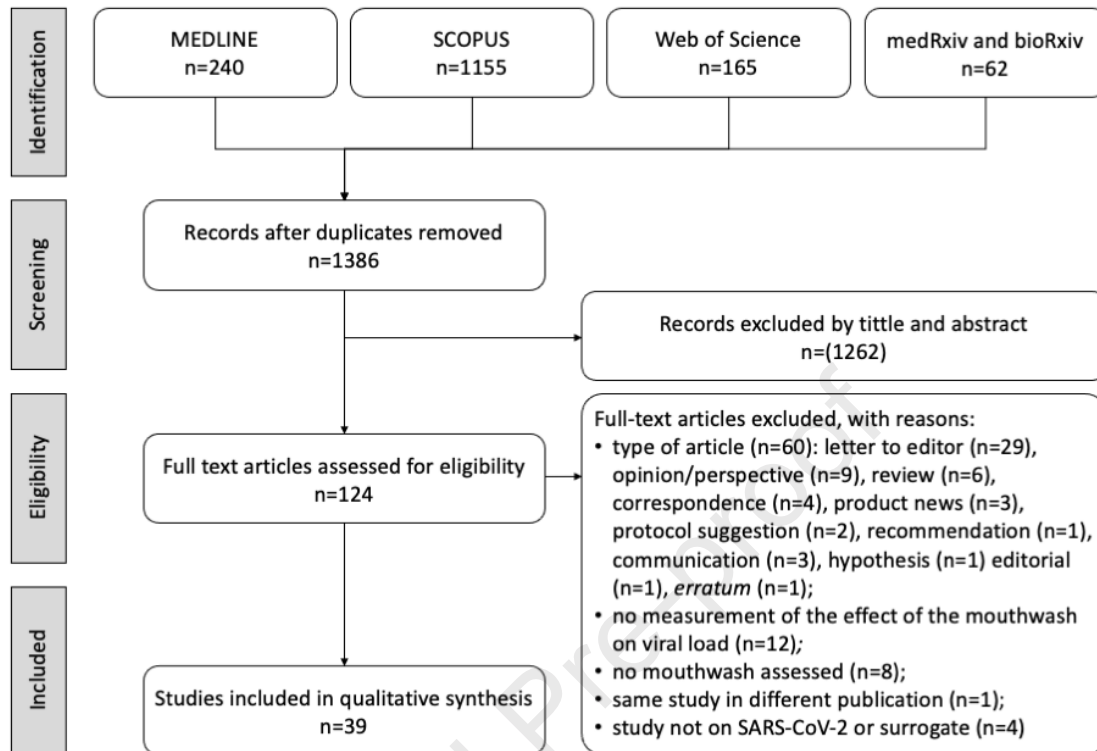 Identification
MEDLINE
n=240
SCOPUS
n=1155
Web of Science
n=165
medRxiv and bioRxiv
n=62
Screening
Records after duplicates removed
n=1386
Records excluded by tittle and abstract
n=(1262)
Eligibility
Full text articles assessed for eligibility
n=124
Full-text articles excluded, with reasons:
• type of article (n=60): letter to editor (n=29),
opinion/perspective (n=9), review (n=6),
correspondence (n=4), product news (n=3),
protocol suggestion (n=2), recommendation (n=1),
communication (n=3), hypothesis (n=1) editorial
(n=1), erratum (n=1);
• no measurement of the effect of the mouthwash
on viral load (n=12);
• no mouthwash assessed (n=8);
• same study in different publication (n=1);
• study not on SARS-CoV-2 or surrogate (n=4)
Included
Studies included in qualitative synthesis
n=39
Pre-proof